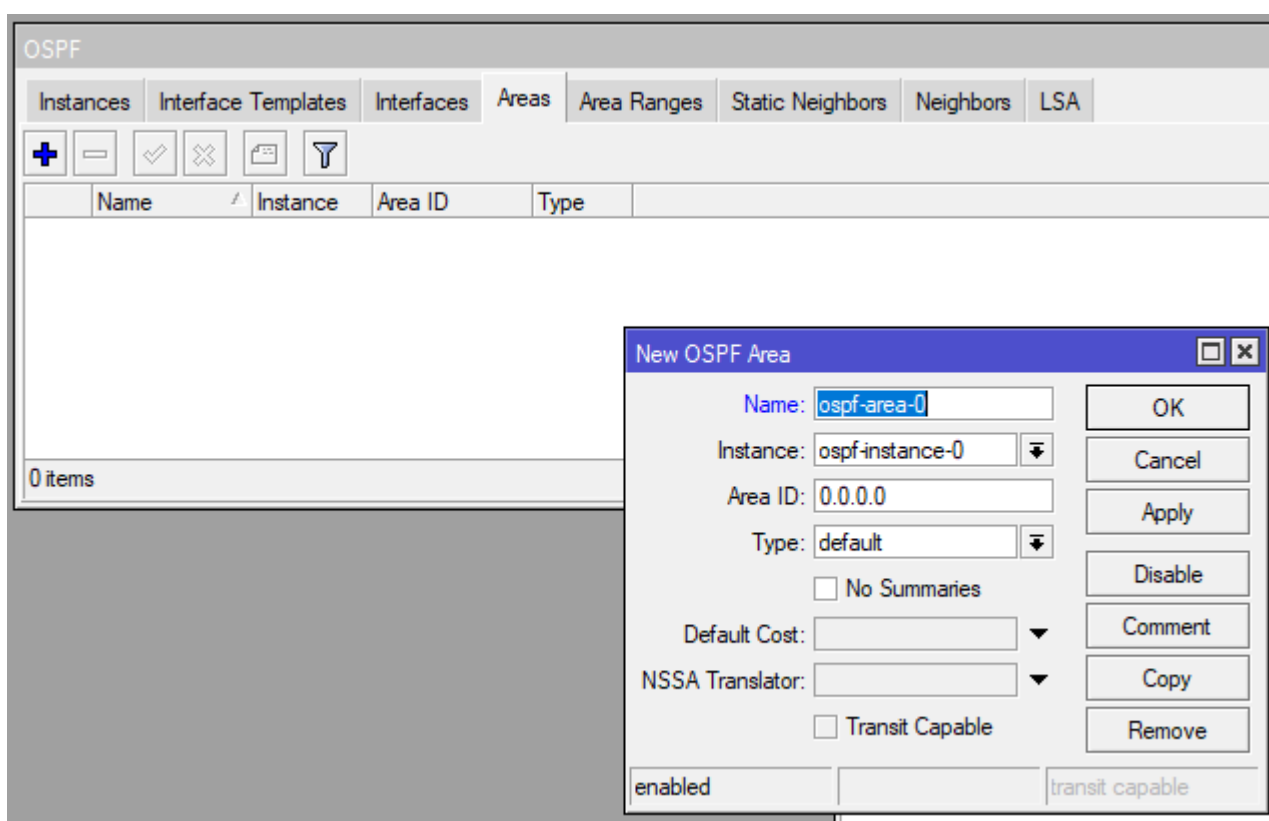 OSPF
Instances Interface Templates Interfaces Areas Area Ranges Static Neighbors Neighbors LSA
Name Instance Area ID Type
0 items
New OSPF Area
Name: ospf-area-0 OK
Instance: ospf-instance-0 Cancel
Area ID: 0.0.0.0 Apply
Type: default
No Summaries Disable
Default Cost: Comment
NSSA Translator: Copy
Transit Capable Remove
enabled transit capable